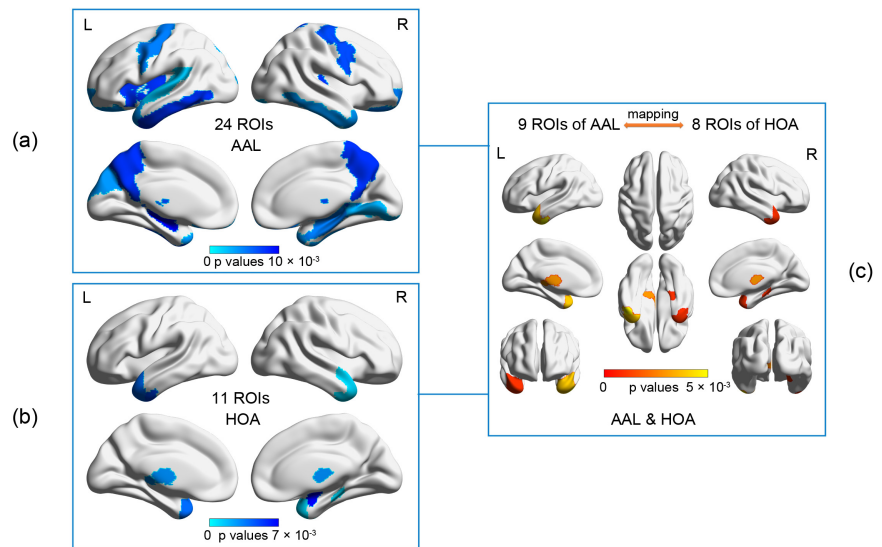 (a)
L
R
24 ROIs
AAL
0 p values 10 × 10⁻³
(b)
L
R
11 ROIs
HOA
0 p values 7 × 10⁻³
9 ROIs of AAL mapping 8 ROIs of HOA
L
R
(c)
0 p values 5 × 10⁻³
AAL & HOA